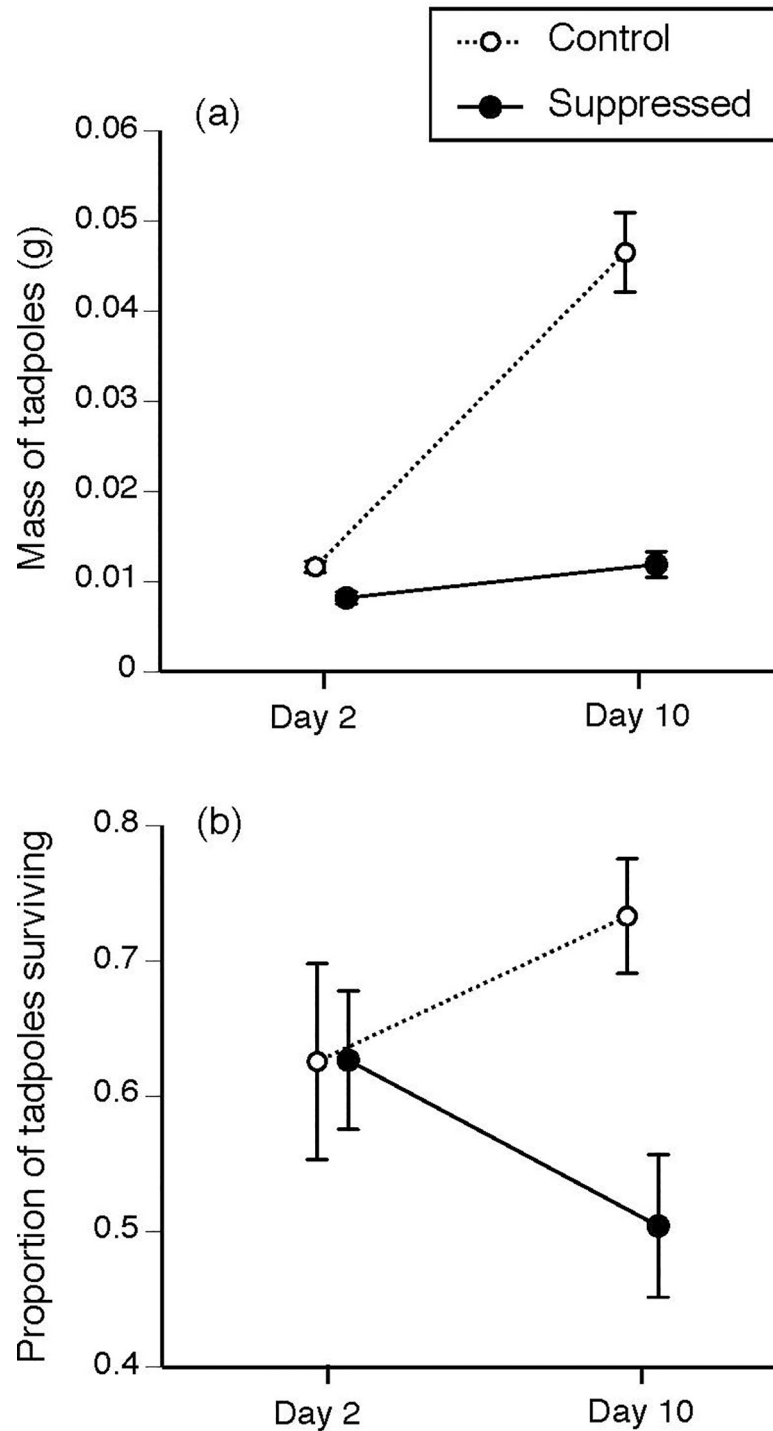 Control
Suppressed
(a)
0.06
0.05
0.04
0.03
0.02
0.01
0
Mass of tadpoles (g)
Day 2 Day 10
(b)
0.8
0.7
0.6
0.5
0.4
Proportion of tadpoles surviving
Day 2 Day 10